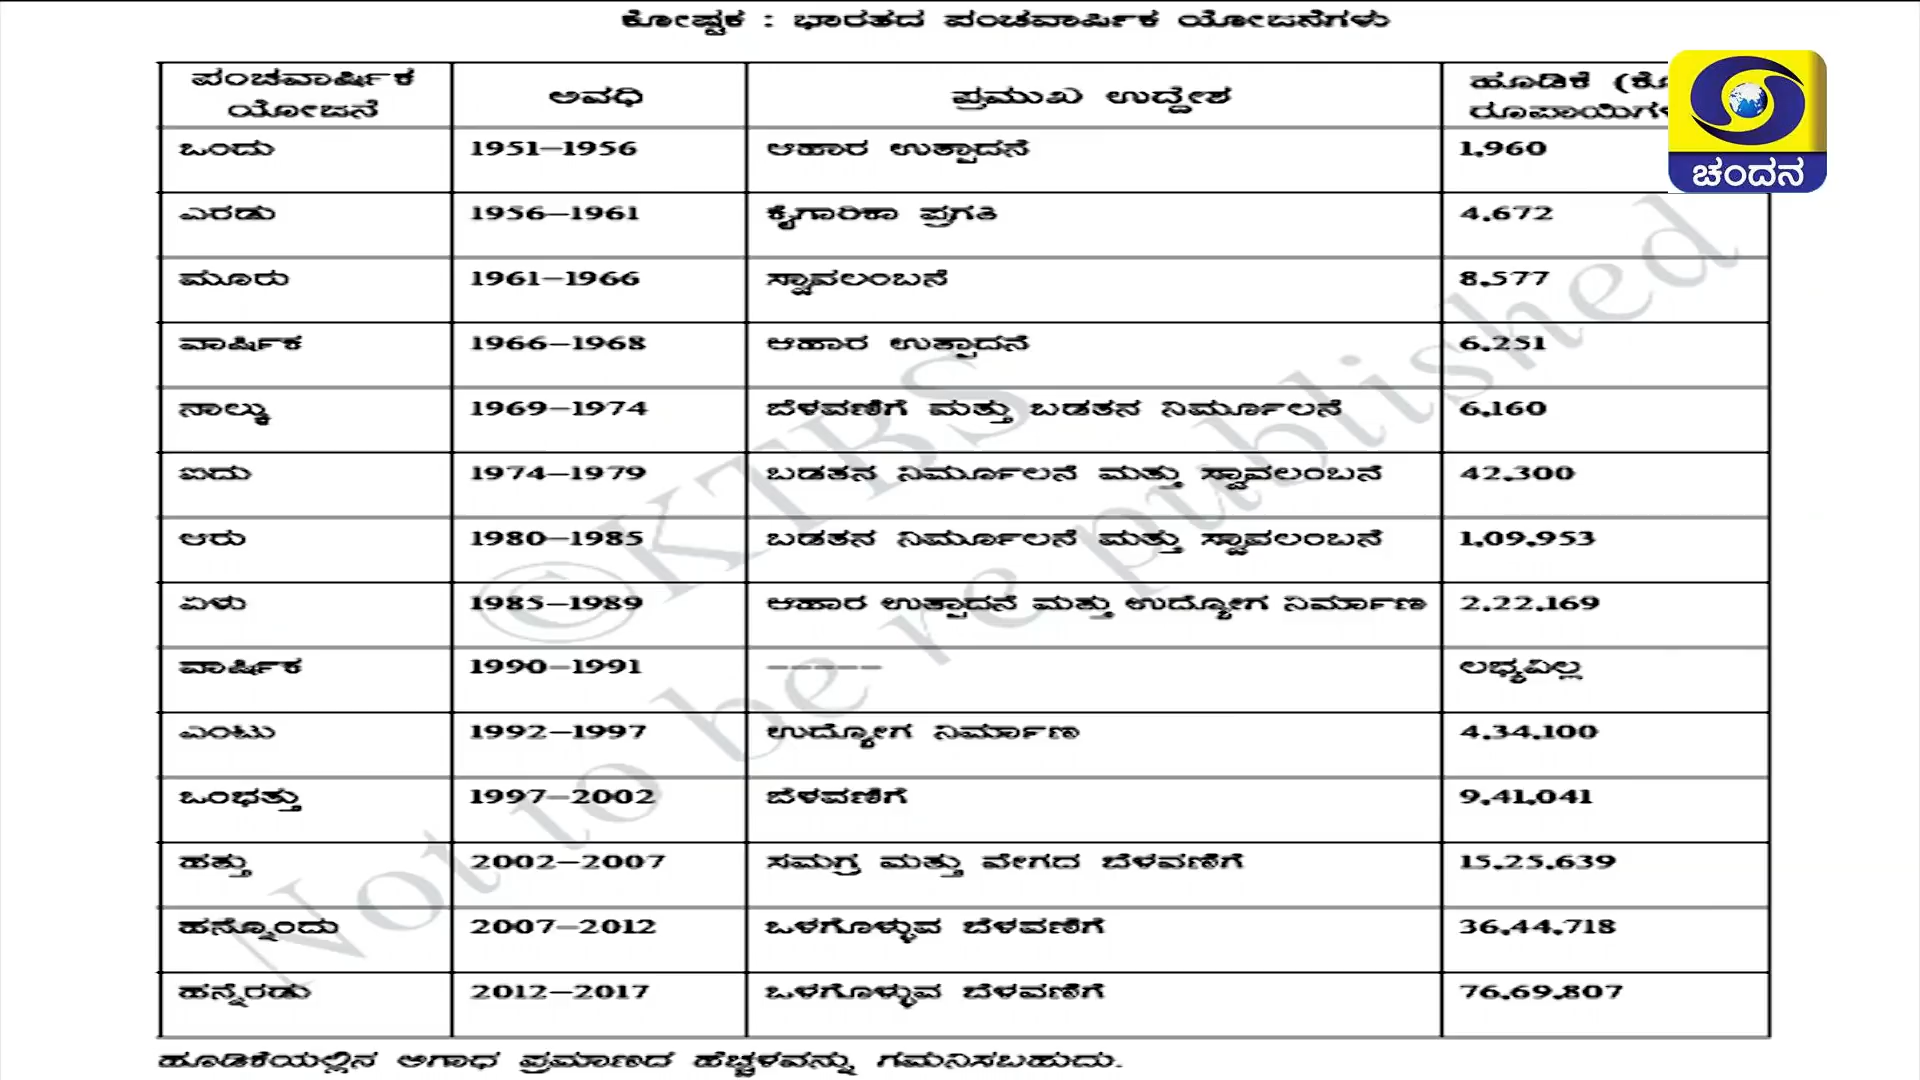 ಕೋಷ್ಟಕ : ಭಾರತದ ಪಂಚವಾರ್ಷಿಕ ಯೋಜನೆಗಳು
ಪಂಚವಾರ್ಷಿಕ ಯೋಜನೆ ಅವಧಿ ಪ್ರಮುಖ ಉದ್ದೇಶ ಹೂಡಿಕೆ
ಚಂದನ
ಒಂದು 1951–1956 ಆಹಾರ ಉತ್ಪಾದನೆ 1,960
ಎರಡು 1956–1961 ಕೈಗಾರಿಕಾ ಪ್ರಗತಿ 4,672
ಮೂರು 1961–1966 ಸ್ವಾವಲಂಬನೆ 8,577
ವಾರ್ಷಿಕ 1966–1968 ಆಹಾರ ಉತ್ಪಾದನೆ 6,251
ನಾಲ್ಕು 1969–1974 ಬೆಳವಣಿಗೆ ಮತ್ತು ಬಡತನ ನಿರ್ಮೂಲನೆ 6,160
ಐದು 1974–1979 ಬಡತನ ನಿರ್ಮೂಲನೆ ಮತ್ತು ಸ್ವಾವಲಂಬನೆ 42,300
ಆರು 1980–1985 ಬಡತನ ನಿರ್ಮೂಲನೆ ಮತ್ತು ಸ್ವಾವಲಂಬನೆ 1,09,953
ಏಳು 1985–1989 ಆಹಾರ ಉತ್ಪಾದನೆ ಮತ್ತು ಉದ್ಯೋಗ ನಿರ್ಮಾಣ 2,22,169
ವಾರ್ಷಿಕ 1990–1991 ----- ಲಭ್ಯವಿಲ್ಲ
ಎಂಟು 1992–1997 ಉದ್ಯೋಗ ನಿರ್ಮಾಣ 4,34,100
ಒಂಭತ್ತು 1997–2002 ಬೆಳವಣಿಗೆ 9,41,041
ಹತ್ತು 2002–2007 ಸಮಗ್ರ ಮತ್ತು ವೇಗದ ಬೆಳವಣಿಗೆ 15,25,639
ಹನ್ನೊಂದು 2007–2012 ಒಳಗೊಳ್ಳುವ ಬೆಳವಣಿಗೆ 36,44,718
ಹನ್ನೆರಡು 2012–2017 ಒಳಗೊಳ್ಳುವ ಬೆಳವಣಿಗೆ 76,69,807
ಹೂಡಿಕೆಯಲ್ಲಿನ ಅಗಾಧ ಪ್ರಮಾಣದ ಹೆಚ್ಚಳವನ್ನು ಗಮನಿಸಬಹುದು.
©KTBS
Not to be republished